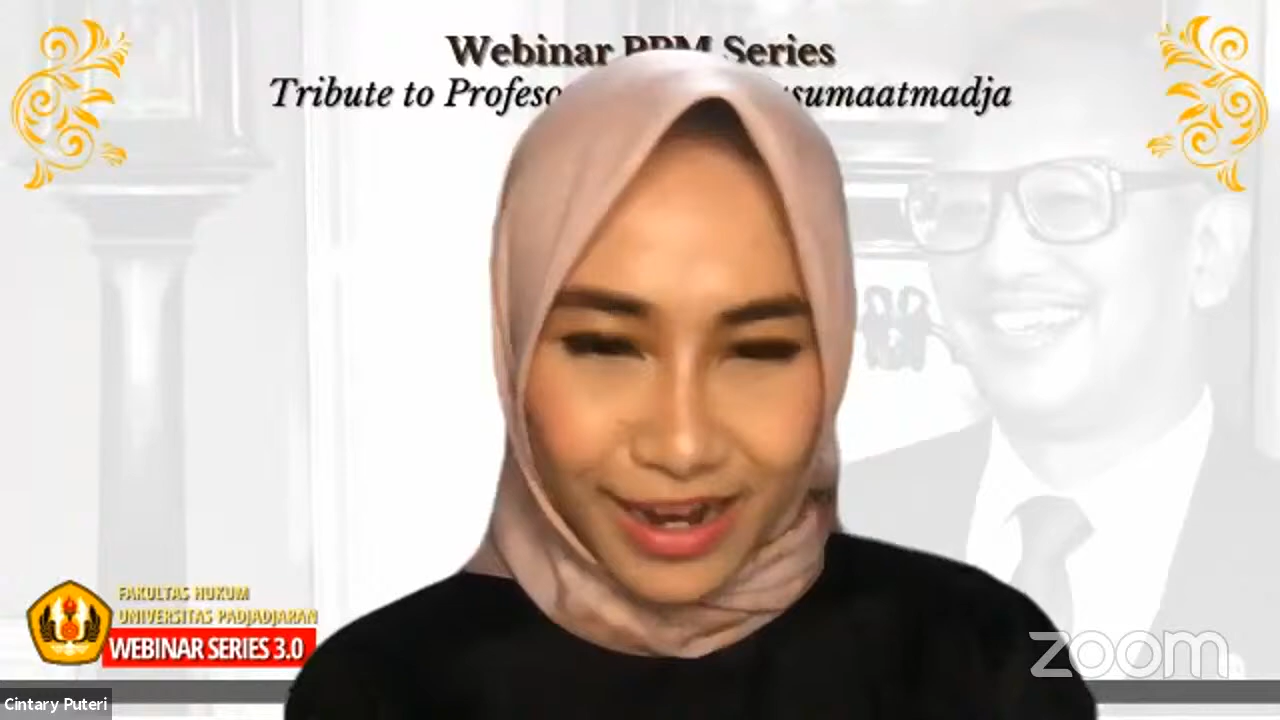 Webinar PPM Series
Tribute to Profeso sumaatmadja
FAKULTAS HUKUM
UNIVERSITAS PADJADJARAN
WEBINAR SERIES 3.0
zoom
Cintary Puteri